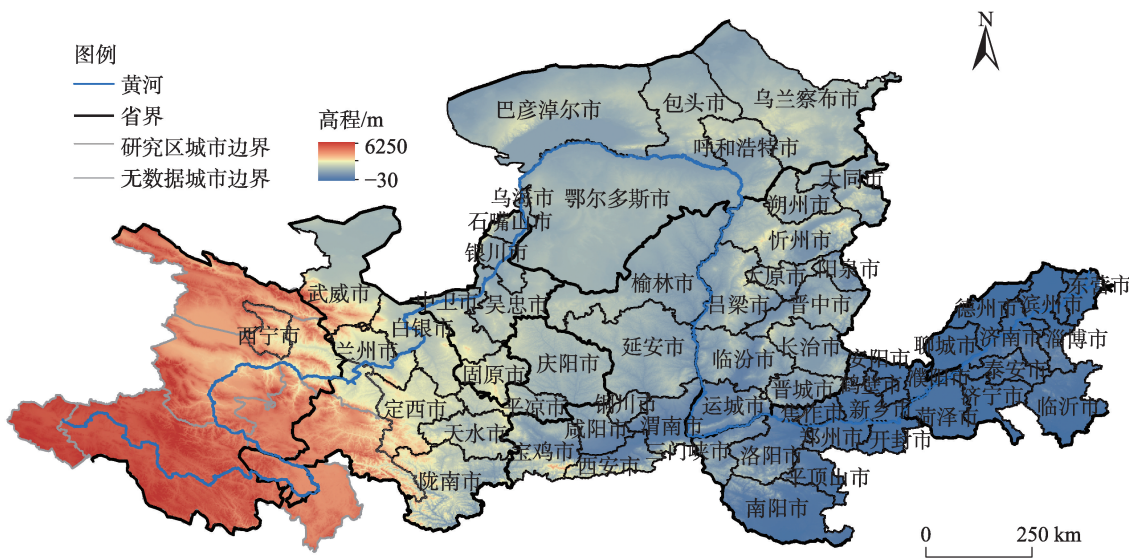 N
图例
黄河
省界
研究区城市边界
无数据城市边界
高程/m
6250
−30
巴彦淖尔市
包头市
乌兰察布市
呼和浩特市
大同市
乌海市
鄂尔多斯市
朔州市
石嘴山市
忻州市
银川市
榆林市
太原市
阳泉市
武威市
中卫市
吴忠市
吕梁市
晋中市
东营市
德州市
滨州市
西宁市
白银市
兰州市
庆阳市
延安市
临汾市
长治市
安阳市
聊城市
济南市
淄博市
固原市
晋城市
鹤壁市
濮阳市
泰安市
定西市
平凉市
铜川市
运城市
焦作市
新乡市
菏泽市
济宁市
临沂市
天水市
咸阳市
渭南市
郑州市
开封市
宝鸡市
西安市
三门峡市
洛阳市
陇南市
平顶山市
南阳市
0
250 km